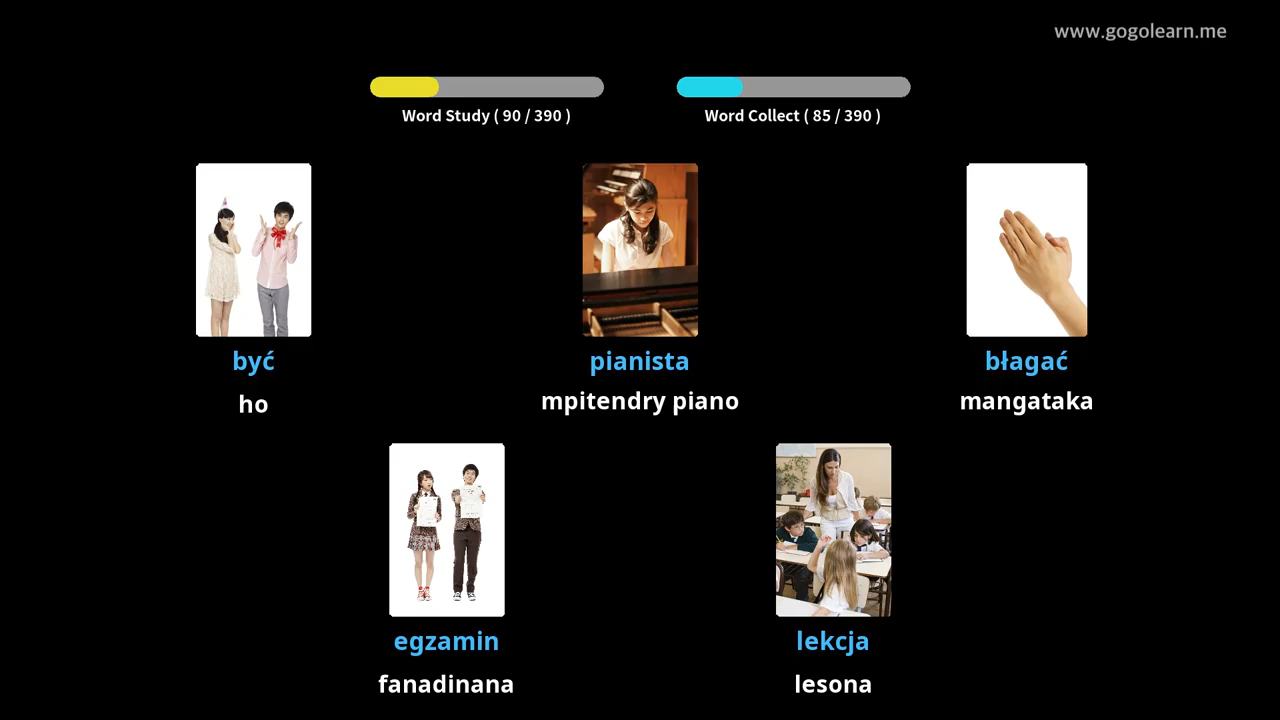 www.gogolearn.me
Word Study ( 90 / 390 )
Word Collect ( 85 / 390 )
być
pianista
błagać
ho
mpitendry piano
mangataka
egzamin
lekcja
fanadinana
lesona